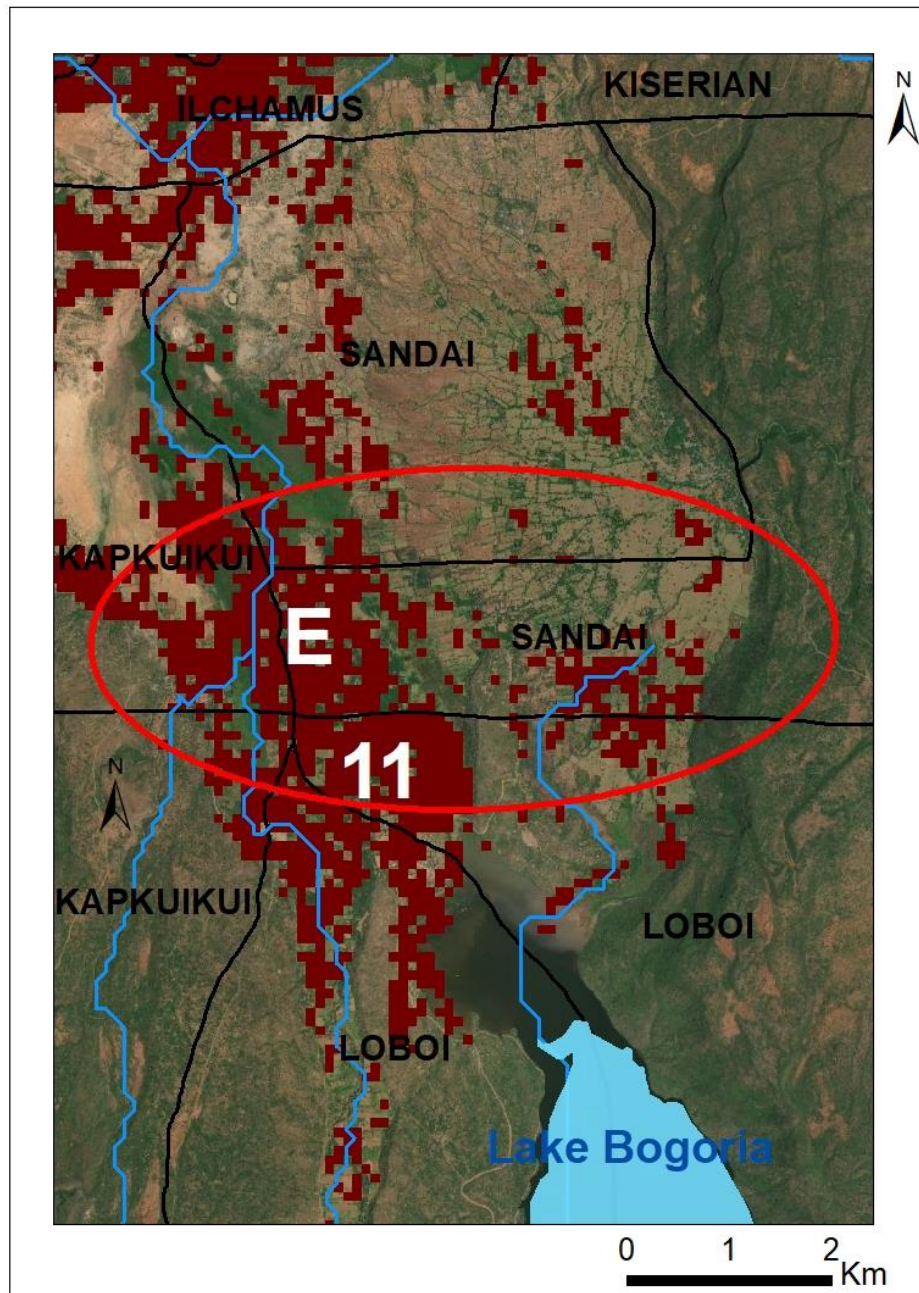 KISERIAN
N
ILCHAMUS
SANDAI
KAPKUIKUI
E
SANDAI
11
N
KAPKUIKUI
LOBOI
LOBOI
Lake Bogoria
0 1 2
Km